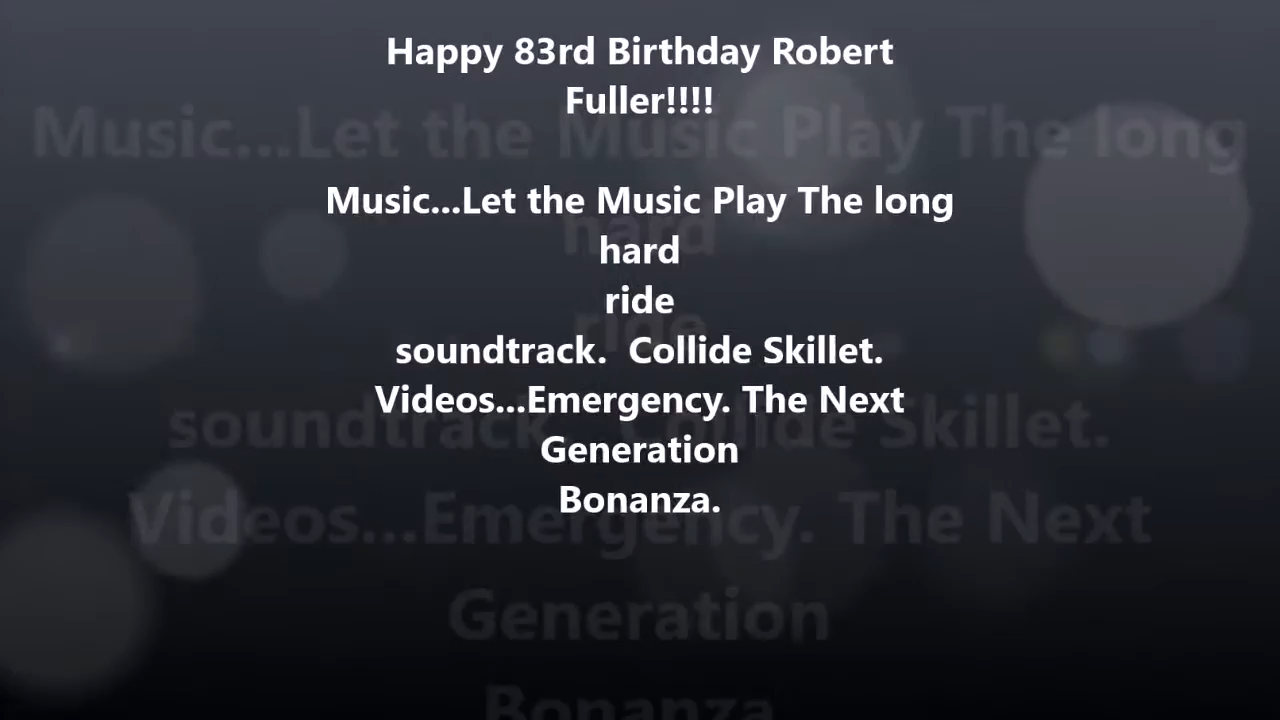 Happy 83rd Birthday Robert
Fuller!!!!
Music...Let the Music Play The long
hard
ride
soundtrack.  Collide Skillet.
Videos...Emergency. The Next
Generation
Bonanza.